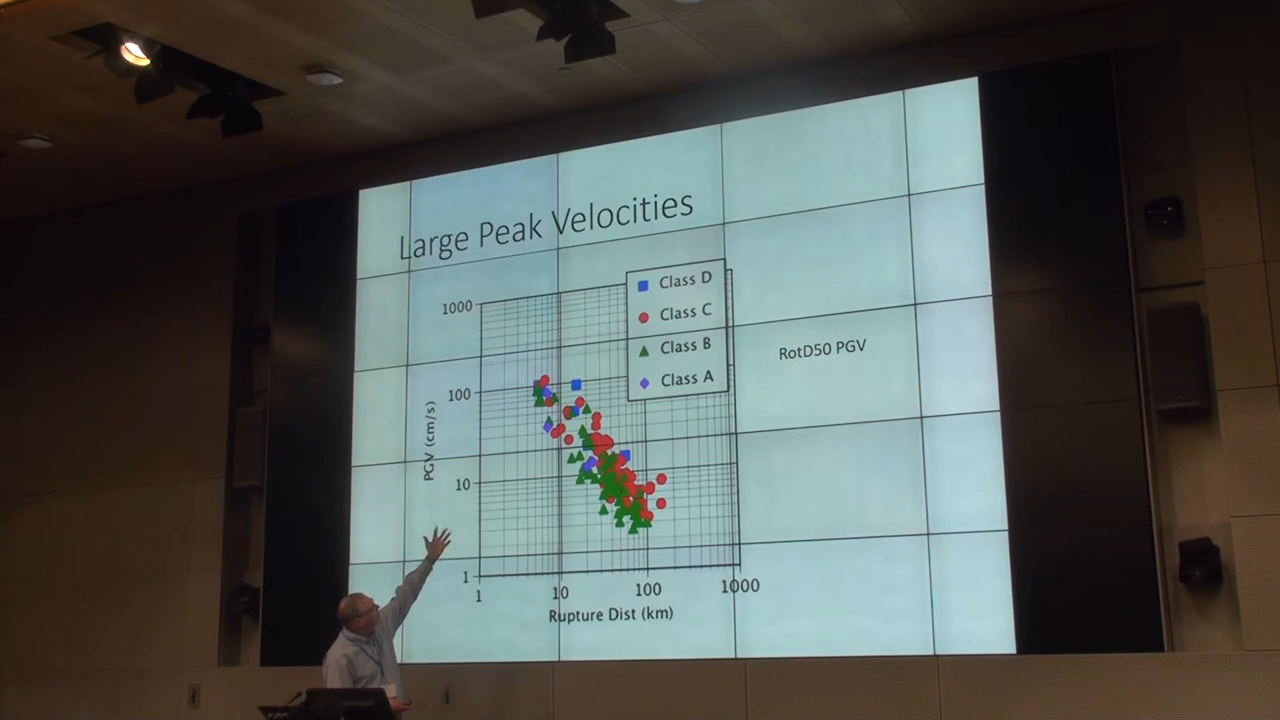 Large Peak Velocities
Class D
Class C
Class B
Class A
RotD50 PGV
1000
100
10
1
PGV (cm/s)
1
10
100
1000
Rupture Dist (km)